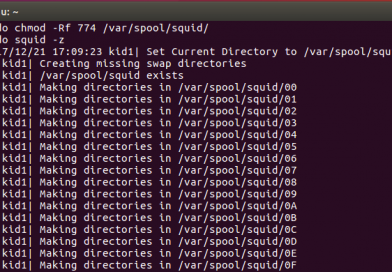 u: ~
do chmod -Rf 774 /var/spool/squid/
do squid -z
17/12/21 17:09:23 kid1| Set Current Directory to /var/spool/squ
kid1| Creating missing swap directories
kid1| /var/spool/squid exists
kid1| Making directories in /var/spool/squid/00
kid1| Making directories in /var/spool/squid/01
kid1| Making directories in /var/spool/squid/02
kid1| Making directories in /var/spool/squid/03
kid1| Making directories in /var/spool/squid/04
kid1| Making directories in /var/spool/squid/05
kid1| Making directories in /var/spool/squid/06
kid1| Making directories in /var/spool/squid/07
kid1| Making directories in /var/spool/squid/08
kid1| Making directories in /var/spool/squid/09
kid1| Making directories in /var/spool/squid/0A
kid1| Making directories in /var/spool/squid/0B
kid1| Making directories in /var/spool/squid/0C
kid1| Making directories in /var/spool/squid/0D
kid1| Making directories in /var/spool/squid/0E
kid1| Making directories in /var/spool/squid/0F